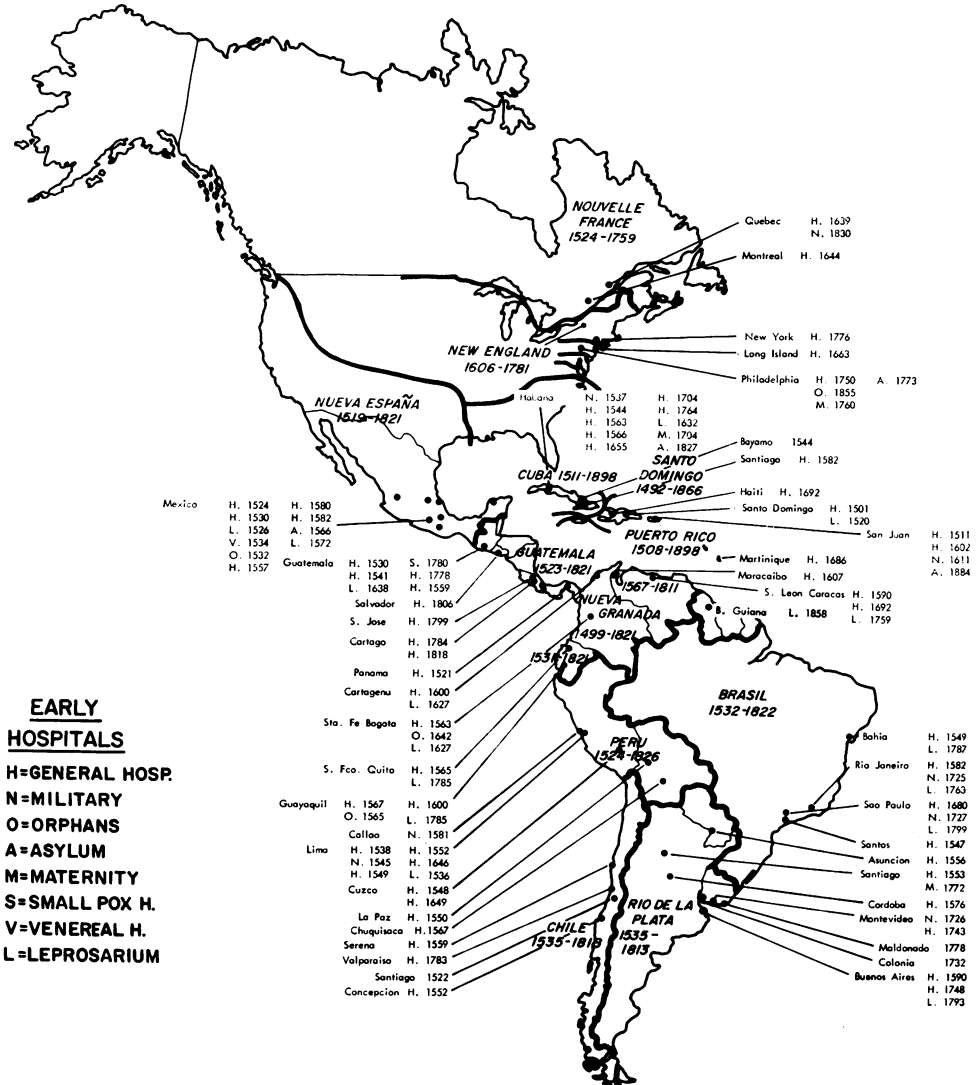 NOUVELLE
FRANCE
1524-1759
Quebec H. 1639
N. 1830
Montreal H. 1644
New York H. 1776
Long Island H. 1663
Philadelphia H. 1750 A. 1773
O. 1855
M. 1760
NEW ENGLAND
1606-1781
NUEVA ESPAÑA
1519-1821
Habana N. 1537 H. 1704
H. 1544 H. 1764
H. 1563 L. 1632
H. 1566 M. 1704
H. 1655 A. 1827
Bayamo 1544
Santiago H. 1582
CUBA 1511-1898
SANTO
DOMINGO
1492-1866
Haiti H. 1692
Santo Domingo H. 1501
L. 1520
San Juan H. 1511
H. 1602
N. 1611
A. 1884
PUERTO RICO
1508-1898
Martinique H. 1686
Maracaibo H. 1607
S. Leon Caracas H. 1590
H. 1692
L. 1759
B. Guiana L. 1858
Mexico H. 1524 H. 1580
H. 1530 H. 1582
L. 1526 A. 1566
V. 1534 L. 1572
O. 1532
H. 1557
Guatemala H. 1530 S. 1780
H. 1541 H. 1778
L. 1638 H. 1559
Salvador H. 1806
S. Jose H. 1799
Cartago H. 1784
H. 1818
Panama H. 1521
Cartagenu H. 1600
L. 1627
Sta. Fe Bogota H. 1563
O. 1642
L. 1627
S. Fco. Quito H. 1565
L. 1785
Guayaquil H. 1567 H. 1600
O. 1565 L. 1785
Callao N. 1581
Lima H. 1538 H. 1552
N. 1545 H. 1646
H. 1549 L. 1536
Cuzco H. 1548
H. 1649
La Paz H. 1550
Chuquisaca H. 1567
Serena H. 1559
Valparaiso H. 1783
Santiago 1522
Concepcion H. 1552
GUATEMALA
1523-1821
1567-1811
NUEVA
GRANADA
1499-1821
1531-1821
BRASIL
1532-1822
PERU
1524-1826
CHILE
1535-1818
RIO DE LA
PLATA
1535-
1813
Bahia H. 1549
L. 1787
Ria Janeiro H. 1582
N. 1725
L. 1763
Sao Paulo H. 1680
N. 1727
L. 1799
Santos H. 1547
Asuncion H. 1556
Santiago H. 1553
M. 1772
Cordoba H. 1576
Montevideo N. 1726
H. 1743
Maldonado 1778
Colonia 1732
Buenos Aires H. 1590
H. 1748
L. 1793
EARLY
HOSPITALS
H=GENERAL HOSP.
N=MILITARY
O=ORPHANS
A=ASYLUM
M=MATERNITY
S=SMALL POX H.
V=VENEREAL H.
L=LEPROSARIUM